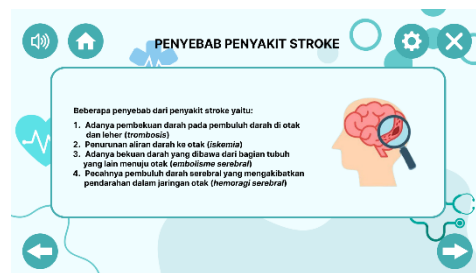 PENYEBAB PENYAKIT STROKE
Beberapa penyebab dari penyakit stroke yaitu:
1. Adanya pembekuan darah pada pembuluh darah di otak
dan leher (trombosis)
2. Penurunan aliran darah ke otak (iskemia)
3. Adanya bekuan darah yang dibawa dari bagian tubuh
yang lain menuju otak (embolisme serebral)
4. Pecahnya pembuluh darah serebral yang mengakibatkan
pendarahan dalam jaringan otak (hemoragi serebral)